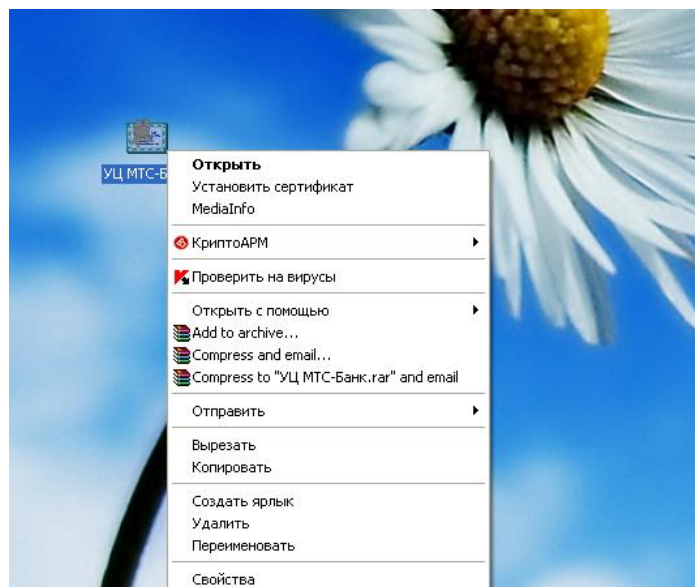 УЦ МТС-Б
Открыть
Установить сертификат
MediaInfo
КриптоАРМ
Проверить на вирусы
Открыть с помощью
Add to archive...
Compress and email...
Compress to "УЦ МТС-Банк.rar" and email
Отправить
Вырезать
Копировать
Создать ярлык
Удалить
Переименовать
Свойства